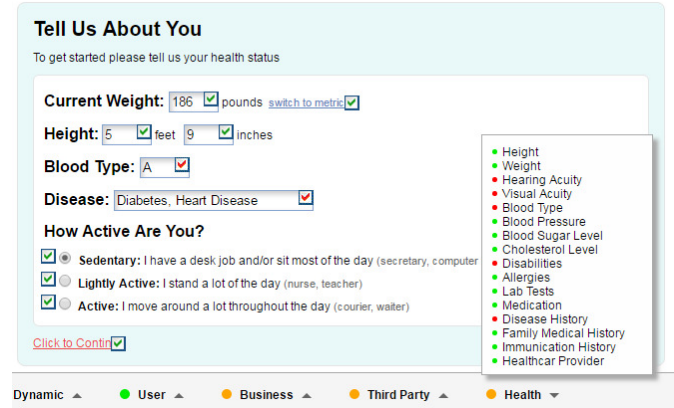 Tell Us About You
To get started please tell us your health status
Current Weight: 186 pounds switch to metric
Height: 5 feet 9 inches
Blood Type: A
Disease: Diabetes, Heart Disease
How Active Are You?
Sedentary: I have a desk job and/or sit most of the day (secretary, computer
Lightly Active: I stand a lot of the day (nurse, teacher)
Active: I move around a lot throughout the day (courier, waiter)
Click to Contin
Height
Weight
Hearing Acuity
Visual Acuity
Blood Type
Blood Pressure
Blood Sugar Level
Cholesterol Level
Disabilities
Allergies
Lab Tests
Medication
Disease History
Family Medical History
Immunication History
Healthcar Provider
Dynamic User Business Third Party Health